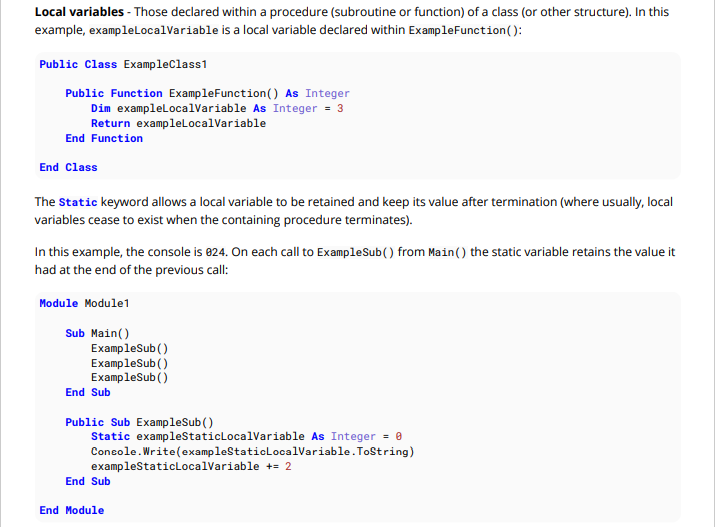 Local variables - Those declared within a procedure (subroutine or function) of a class (or other structure). In this
example, exampleLocalVariable is a local variable declared within ExampleFunction():
Public Class ExampleClass1
Public Function ExampleFunction() As Integer
Dim exampleLocalVariable As Integer = 3
Return exampleLocalVariable
End Function
End Class
The Static keyword allows a local variable to be retained and keep its value after termination (where usually, local
variables cease to exist when the containing procedure terminates).
In this example, the console is 024. On each call to ExampleSub() from Main() the static variable retains the value it
had at the end of the previous call:
Module Module1
Sub Main()
ExampleSub()
ExampleSub()
ExampleSub()
End Sub
Public Sub ExampleSub()
Static exampleStaticLocalVariable As Integer = 0
Console.Write(exampleStaticLocalVariable.ToString)
exampleStaticLocalVariable += 2
End Sub
End Module